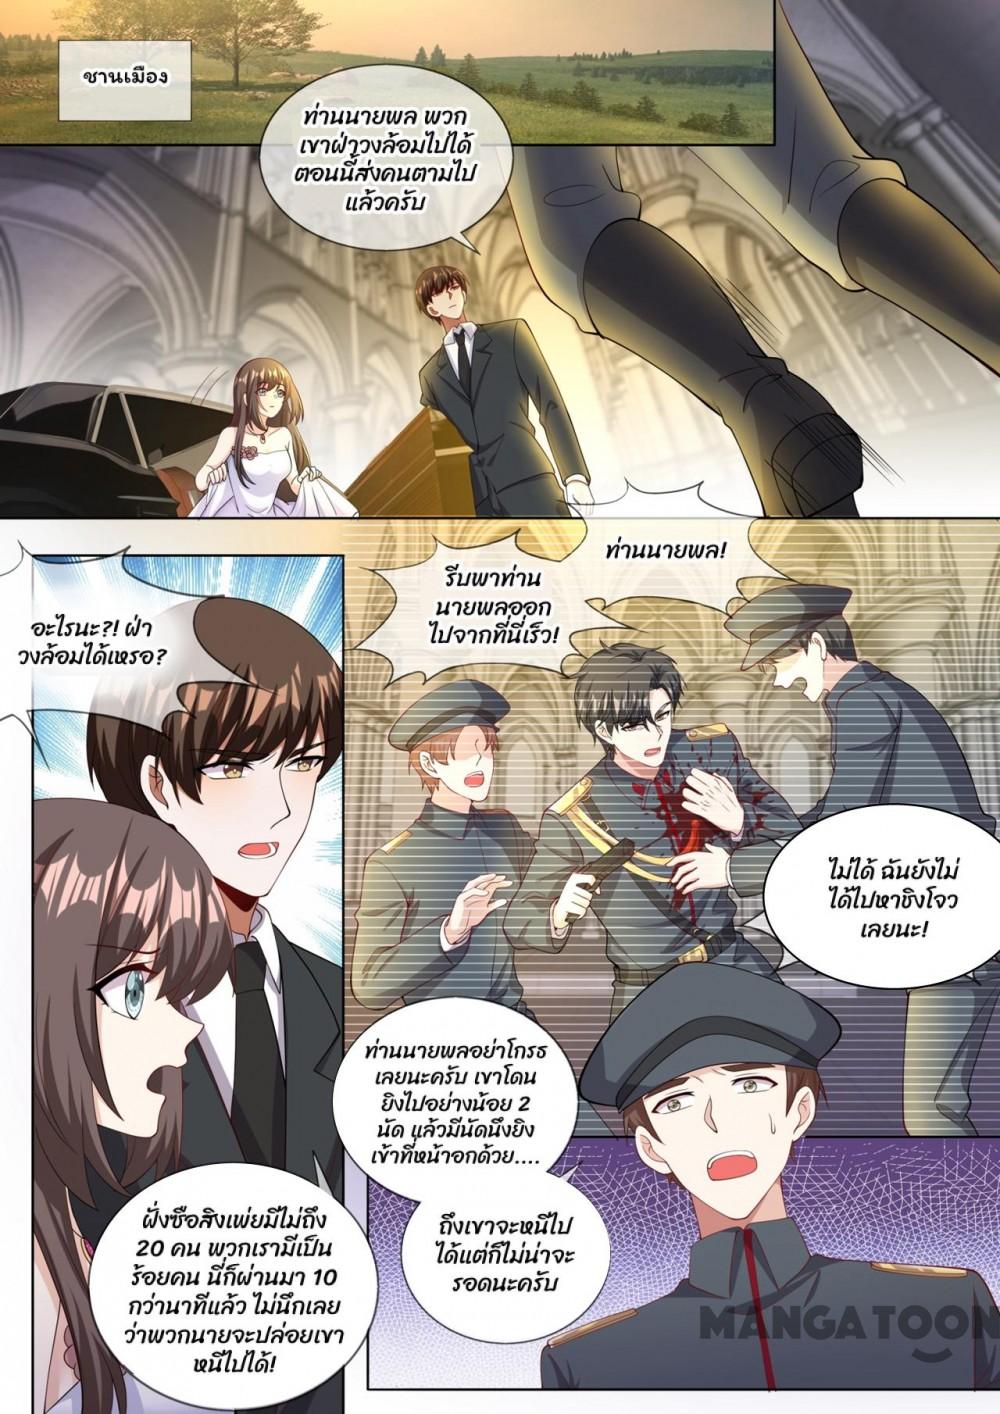 ชานเมือง
ท่านนายพล พวก
เขาฝ่าวงล้อมไปได้
ตอนนี้ส่งคนตามไป
แล้วครับ
ท่านนายพล!
รีบพาท่าน
นายพลออก
ไปจากที่นี่เร็ว!
อะไรนะ?! ฝ่า
วงล้อมได้เหรอ?
ไม่ได้ ฉันยังไม่
ได้ไปหาชิงโจว
เลยนะ!
ท่านนายพลอย่าโกรธ
เลยนะครับ เขาโดน
ยิงไปอย่างน้อย 2
นัด แล้วมีนัดนึงยิง
เข้าที่หน้าอกด้วย....
ถึงเขาจะหนีไป
ได้แต่ก็ไม่น่าจะ
รอดนะครับ
ฝั่งซือสิงเพ่ยมีไม่ถึง
20 คน พวกเรามีเป็น
ร้อยคน นี่ก็ผ่านมา 10
กว่านาทีแล้ว ไม่นึกเลย
ว่าพวกนายจะปล่อยเขา
หนีไปได้!
MANGATOON